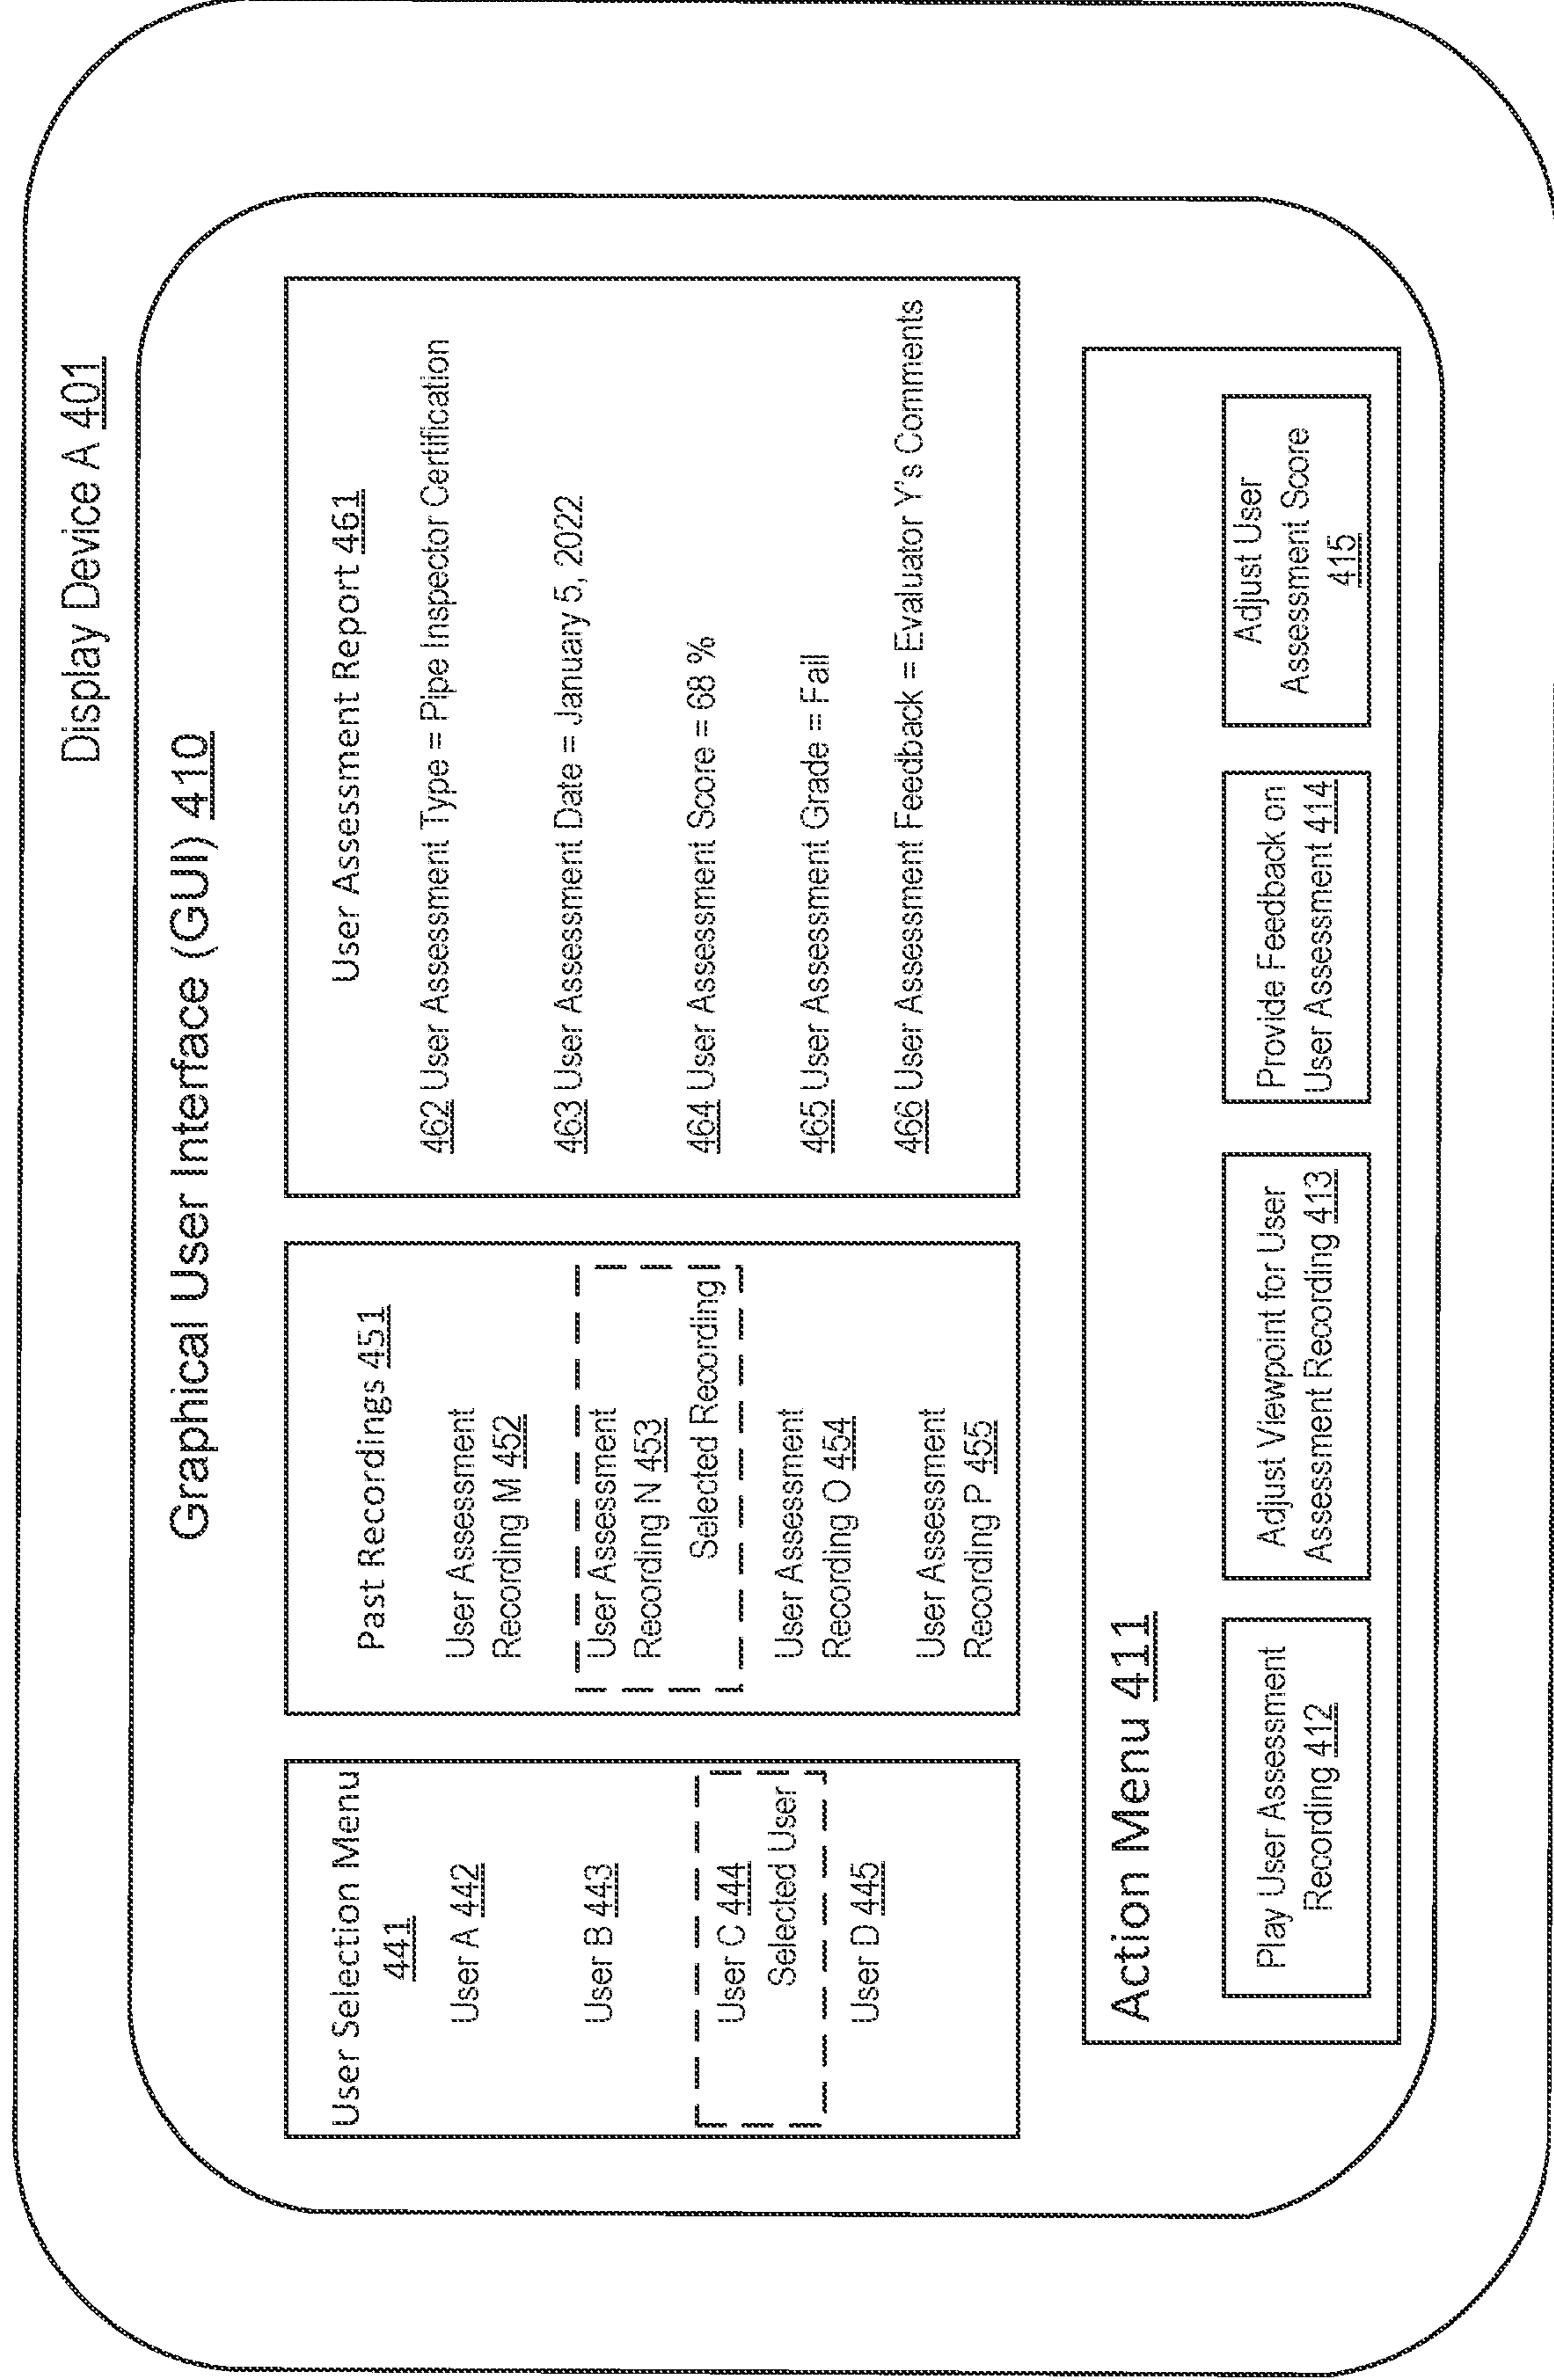 Display Device A 401
Graphical User Interface (GUI) 410
User Selection Menu
441
User A 442
User B 443
User C 444
Selected User
User D 445
Past Recordings 451
User Assessment
Recording M 452
User Assessment
Recording N 453
Selected Recording
User Assessment
Recording O 454
User Assessment
Recording P 455
User Assessment Report 461
462 User Assessment Type = Pipe Inspector Certification
463 User Assessment Date = January 5, 2022
464 User Assessment Score = 68 %
465 User Assessment Grade = Fail
466 User Assessment Feedback = Evaluator Y's Comments
Action Menu 411
Play User Assessment
Recording 412
Adjust Viewpoint for User
Assessment Recording 413
Provide Feedback on
User Assessment 414
Adjust User
Assessment Score
415